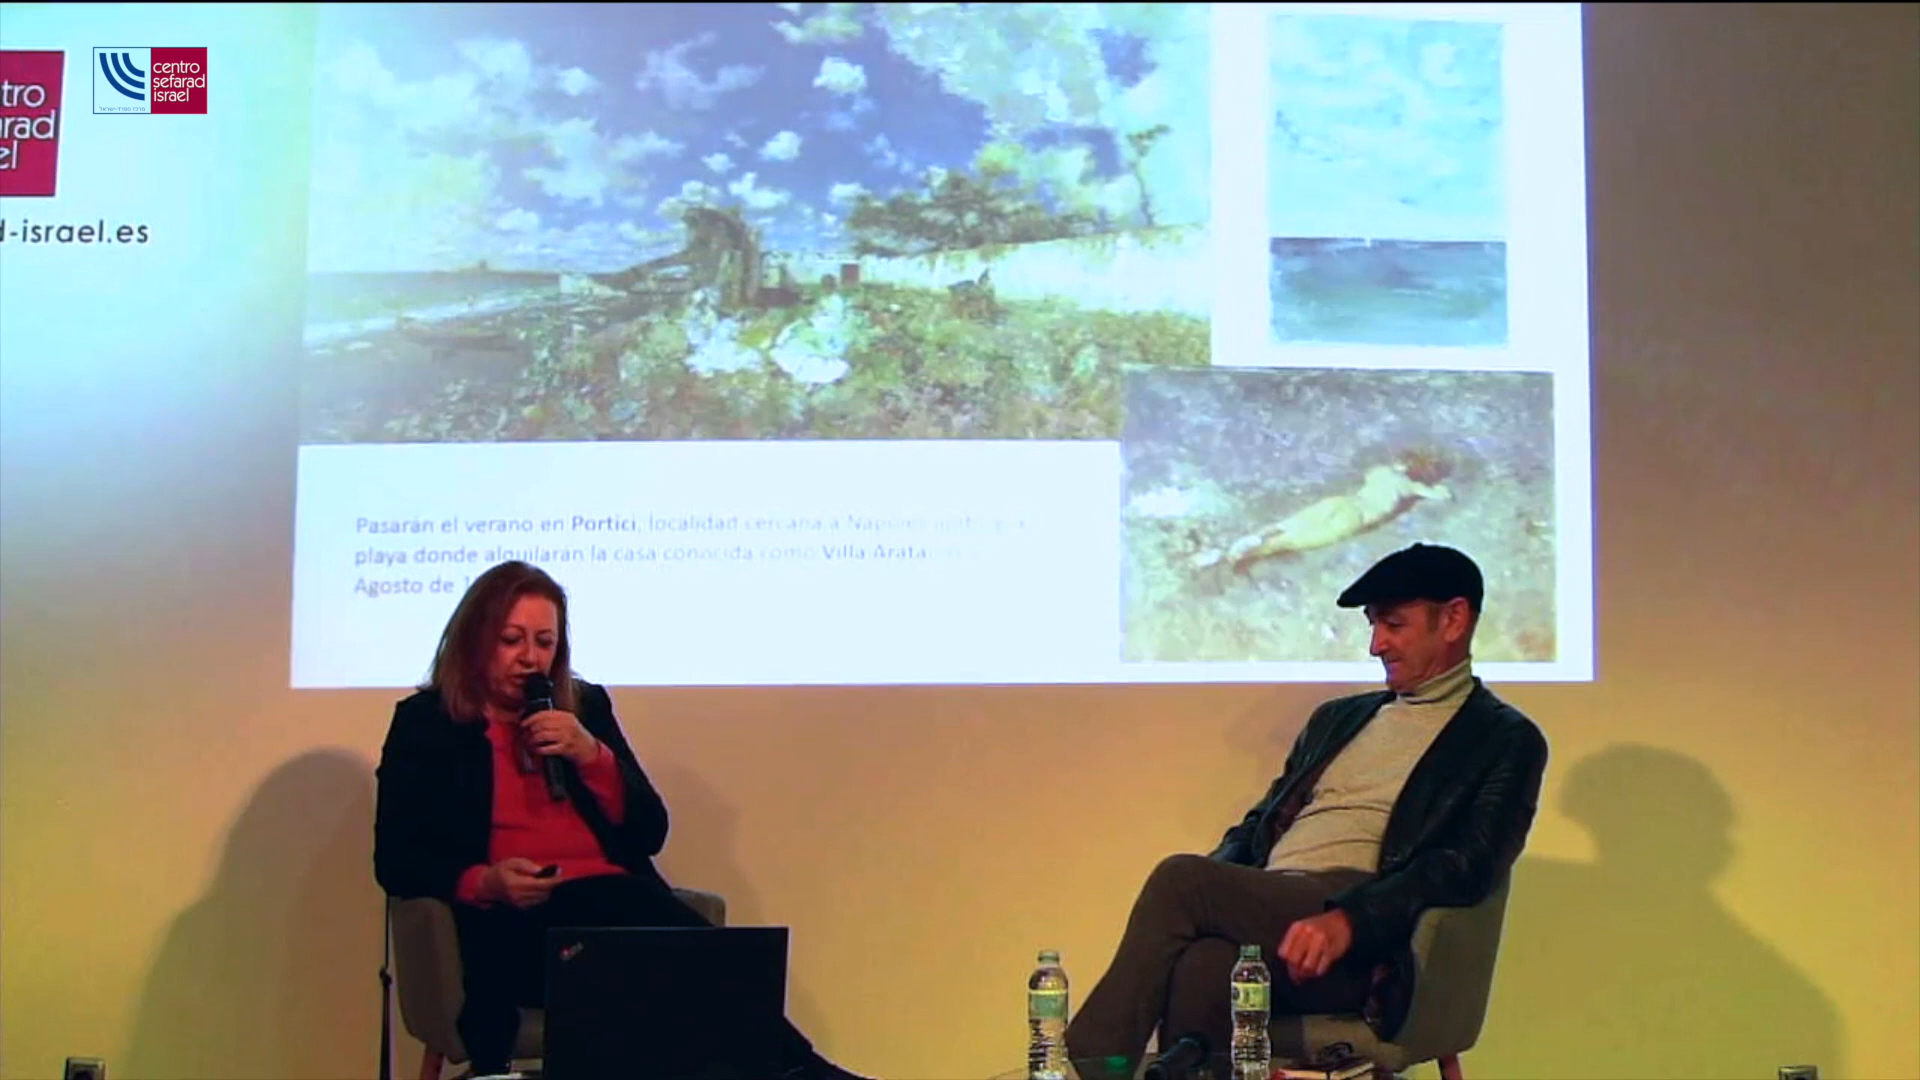 tro
arad
el
d-israel.es
centro
sefarad
israel
Pasarán el verano en Portici, localidad cercana a
playa donde alquilarán la casa conocida como Villa Arata
Agosto de